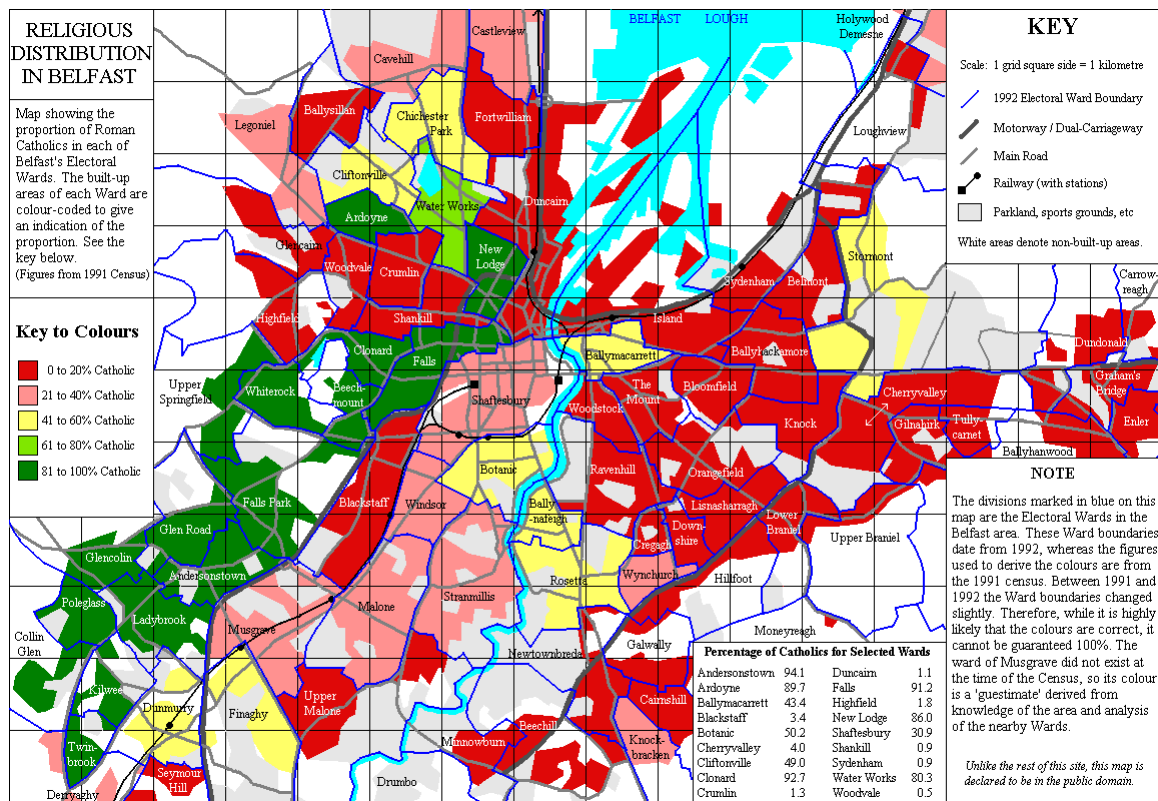 RELIGIOUS
DISTRIBUTION
IN BELFAST
Map showing the
proportion of Roman
Catholics in each of
Belfast's Electoral
Wards. The built-up
areas of each Ward are
colour-coded to give
an indication of the
proportion. See the
key below.
(Figures from 1991 Census)
Key to Colours
0 to 20% Catholic
21 to 40% Catholic
41 to 60% Catholic
61 to 80% Catholic
81 to 100% Catholic
BELFAST LOUGH
Castleview
Holywood
Demesne
Cavehill
Ballysillan
Legoniel
Chichester
Park
Fortwilliam
Loughview
Cliftonville
Water Works
Duncairn
Ardoyne
Glencairn
New
Lodge
Woodvale
Crumlin
Stormont
Sydenham
Belmont
Carrow-
reagh
Highfield
Shankill
Island
Clonard
Falls
Ballymacarrett
Ballyhackamore
Dundonald
Upper
Springfield
Whiterock
Beech-
mount
Shaftesbury
The
Mount
Bloomfield
Cherryvalley
Graham's
Bridge
Woodstock
Knock
Gilnahirk
Tully-
carnet
Enler
Ballyhanwood
Botanic
Ravenhill
Orangefield
Falls Park
Blackstaff
Windsor
Bally
-nafeigh
Lisnasharragh
Lower
Braniel
Glen Road
Down-
shire
Cregagh
Upper Braniel
Glencolin
Andersonstown
Rosetta
Wynchurch
Hillfoot
Poleglass
Ladybrook
Malone
Stranmillis
Musgrave
Moneyreagh
Collin
Glen
Galwally
Newtownbreda
Kilwee
Dunmurry
Finaghy
Upper
Malone
Cairnshill
Beechill
Minnowburn
Knock-
bracken
Twin-
brook
Seymour
Hill
Drumbo
Derryaghy
Percentage of Catholics for Selected Wards
Andersonstown 94.1 Duncairn 1.1
Ardoyne 89.7 Falls 91.2
Ballymacarrett 43.4 Highfield 1.8
Blackstaff 3.4 New Lodge 86.0
Botanic 50.2 Shaftesbury 30.9
Cherryvalley 4.0 Shankill 0.9
Cliftonville 49.0 Sydenham 0.9
Clonard 92.7 Water Works 80.3
Crumlin 1.3 Woodvale 0.5
KEY
Scale: 1 grid square side = 1 kilometre
1992 Electoral Ward Boundary
Motorway / Dual-Carriageway
Main Road
Railway (with stations)
Parkland, sports grounds, etc
White areas denote non-built-up areas.
NOTE
The divisions marked in blue on this
map are the Electoral Wards in the
Belfast area. These Ward boundaries
date from 1992, whereas the figures
used to derive the colours are from
the 1991 census. Between 1991 and
1992 the Ward boundaries changed
slightly. Therefore, while it is highly
likely that the colours are correct, it
cannot be guaranteed 100%. The
ward of Musgrave did not exist at
the time of the Census, so its colour
is a 'guestimate' derived from
knowledge of the area and analysis
of the nearby Wards.
Unlike the rest of this site, this map is
declared to be in the public domain.